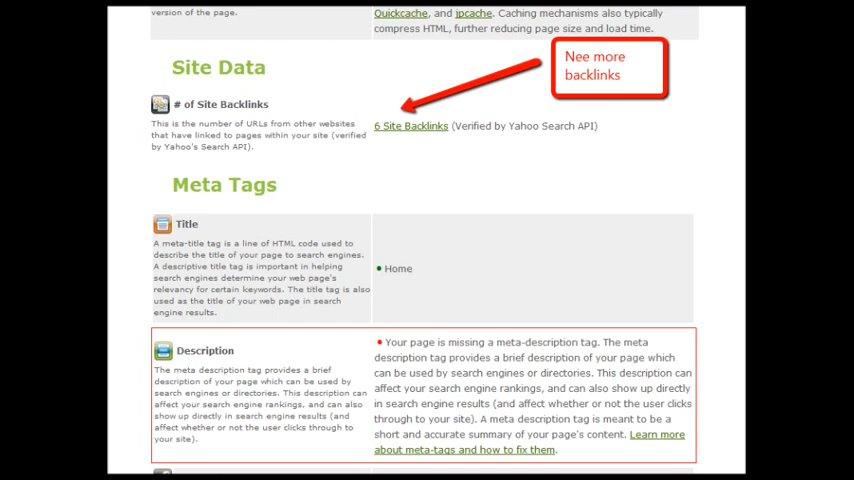 version of the page.
Quickcache, and jpcache. Caching mechanisms also typically
compress HTML, further reducing page size and load time.
Nee more
backlinks
Site Data
# of Site Backlinks
This is the number of URLs from other websites
that have linked to pages within your site (verified
by Yahoo's Search API).
6 Site Backlinks (Verified by Yahoo Search API)
Meta Tags
Title
A meta-title tag is a line of HTML code used to
describe the title of your page to search engines.
A descriptive title tag is important in helping
search engines determine your web page's
relevancy for certain keywords. The title tag is also
used as the title of your web page in search
engine results.
Home
Description
The meta description tag provides a brief
description of your page which can be used by
search engines or directories. This description can
affect your search engine rankings, and can also
show up directly in search engine results (and
affect whether or not the user clicks through to
your site).
Your page is missing a meta-description tag. The meta
description tag provides a brief description of your page which
can be used by search engines or directories. This description can
affect your search engine rankings, and can also show up directly
in search engine results (and affect whether or not the user clicks
through to your site). A meta description tag is meant to be a
short and accurate summary of your page's content. Learn more
about meta-tags and how to fix them.